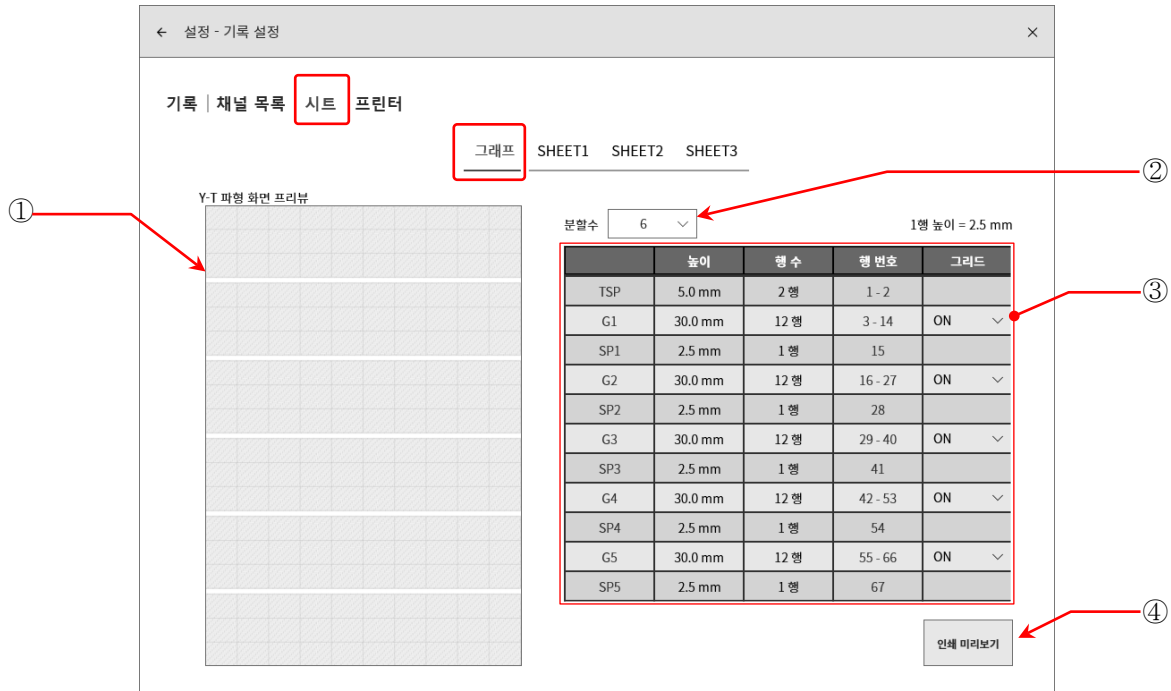 ← 설정 - 기록 설정 ×
기록 | 채널 목록 시트 프린터
그래프 SHEET1 SHEET2 SHEET3
②
Y-T 파형 화면 프리뷰
①
분할수 6 1행 높이 = 2.5 mm
높이 행 수 행 번호 그리드
TSP 5.0 mm 2 행 1 - 2
③
G1 30.0 mm 12 행 3 - 14 ON
SP1 2.5 mm 1 행 15
G2 30.0 mm 12 행 16 - 27 ON
SP2 2.5 mm 1 행 28
G3 30.0 mm 12 행 29 - 40 ON
SP3 2.5 mm 1 행 41
G4 30.0 mm 12 행 42 - 53 ON
SP4 2.5 mm 1 행 54
G5 30.0 mm 12 행 55 - 66 ON
SP5 2.5 mm 1 행 67
④
인쇄 미리보기